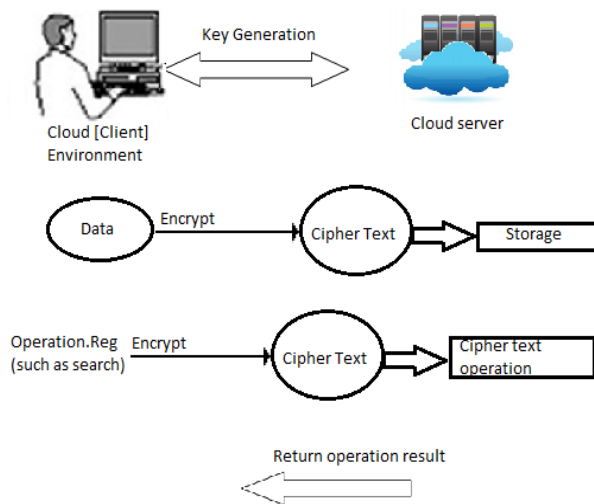 Key Generation
Cloud [Client]
Environment
Cloud server
Data
Encrypt
Cipher Text
Storage
Operation.Reg
(such as search)
Encrypt
Cipher Text
Cipher text
operation
Return operation result